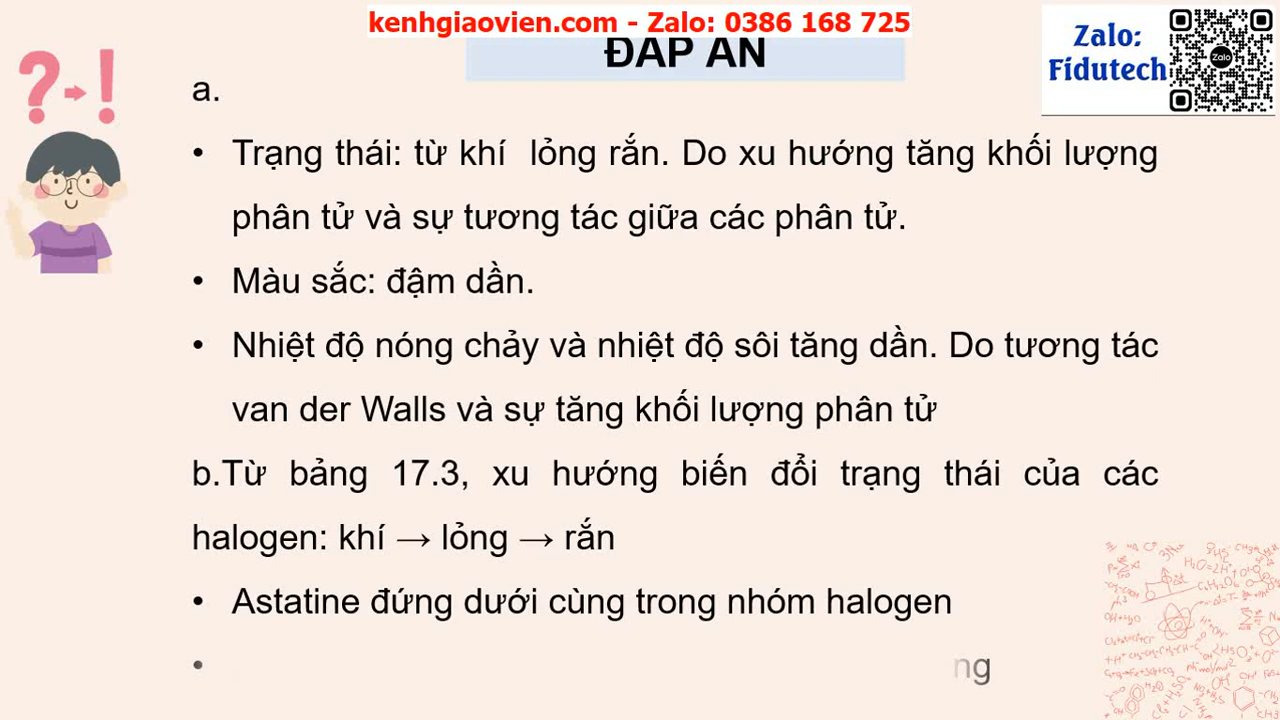 kenhgiaovien.com - Zalo: 0386 168 725
Zalo:
Fidutech
Zalo
ĐÁP ÁN
a.
• Trạng thái: từ khí lỏng rắn. Do xu hướng tăng khối lượng
phân tử và sự tương tác giữa các phân tử.
• Màu sắc: đậm dần.
• Nhiệt độ nóng chảy và nhiệt độ sôi tăng dần. Do tương tác
van der Walls và sự tăng khối lượng phân tử
b.Từ bảng 17.3, xu hướng biến đổi trạng thái của các
halogen: khí → lỏng → rắn
• Astatine đứng dưới cùng trong nhóm halogen
•